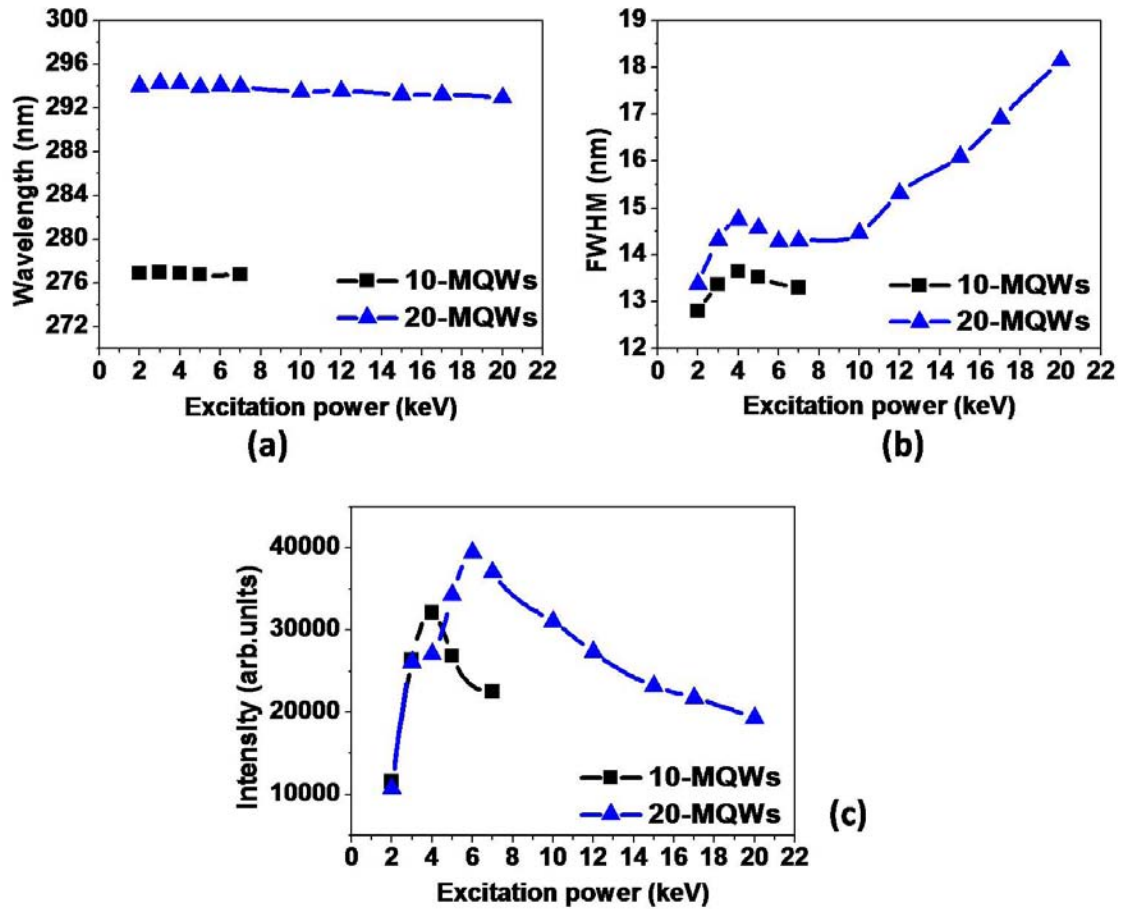 300
296
292
288
284
280
276
272
Wavelength (nm)
10-MQWs
20-MQWs
0 2 4 6 8 10 12 14 16 18 20 22
Excitation power (keV)
(a)
19
18
17
16
15
14
13
12
FWHM (nm)
10-MQWs
20-MQWs
0 2 4 6 8 10 12 14 16 18 20 22
Excitation power (keV)
(b)
40000
30000
20000
10000
Intensity (arb.units)
10-MQWs
20-MQWs
0 2 4 6 8 10 12 14 16 18 20 22
Excitation power (keV)
(c)